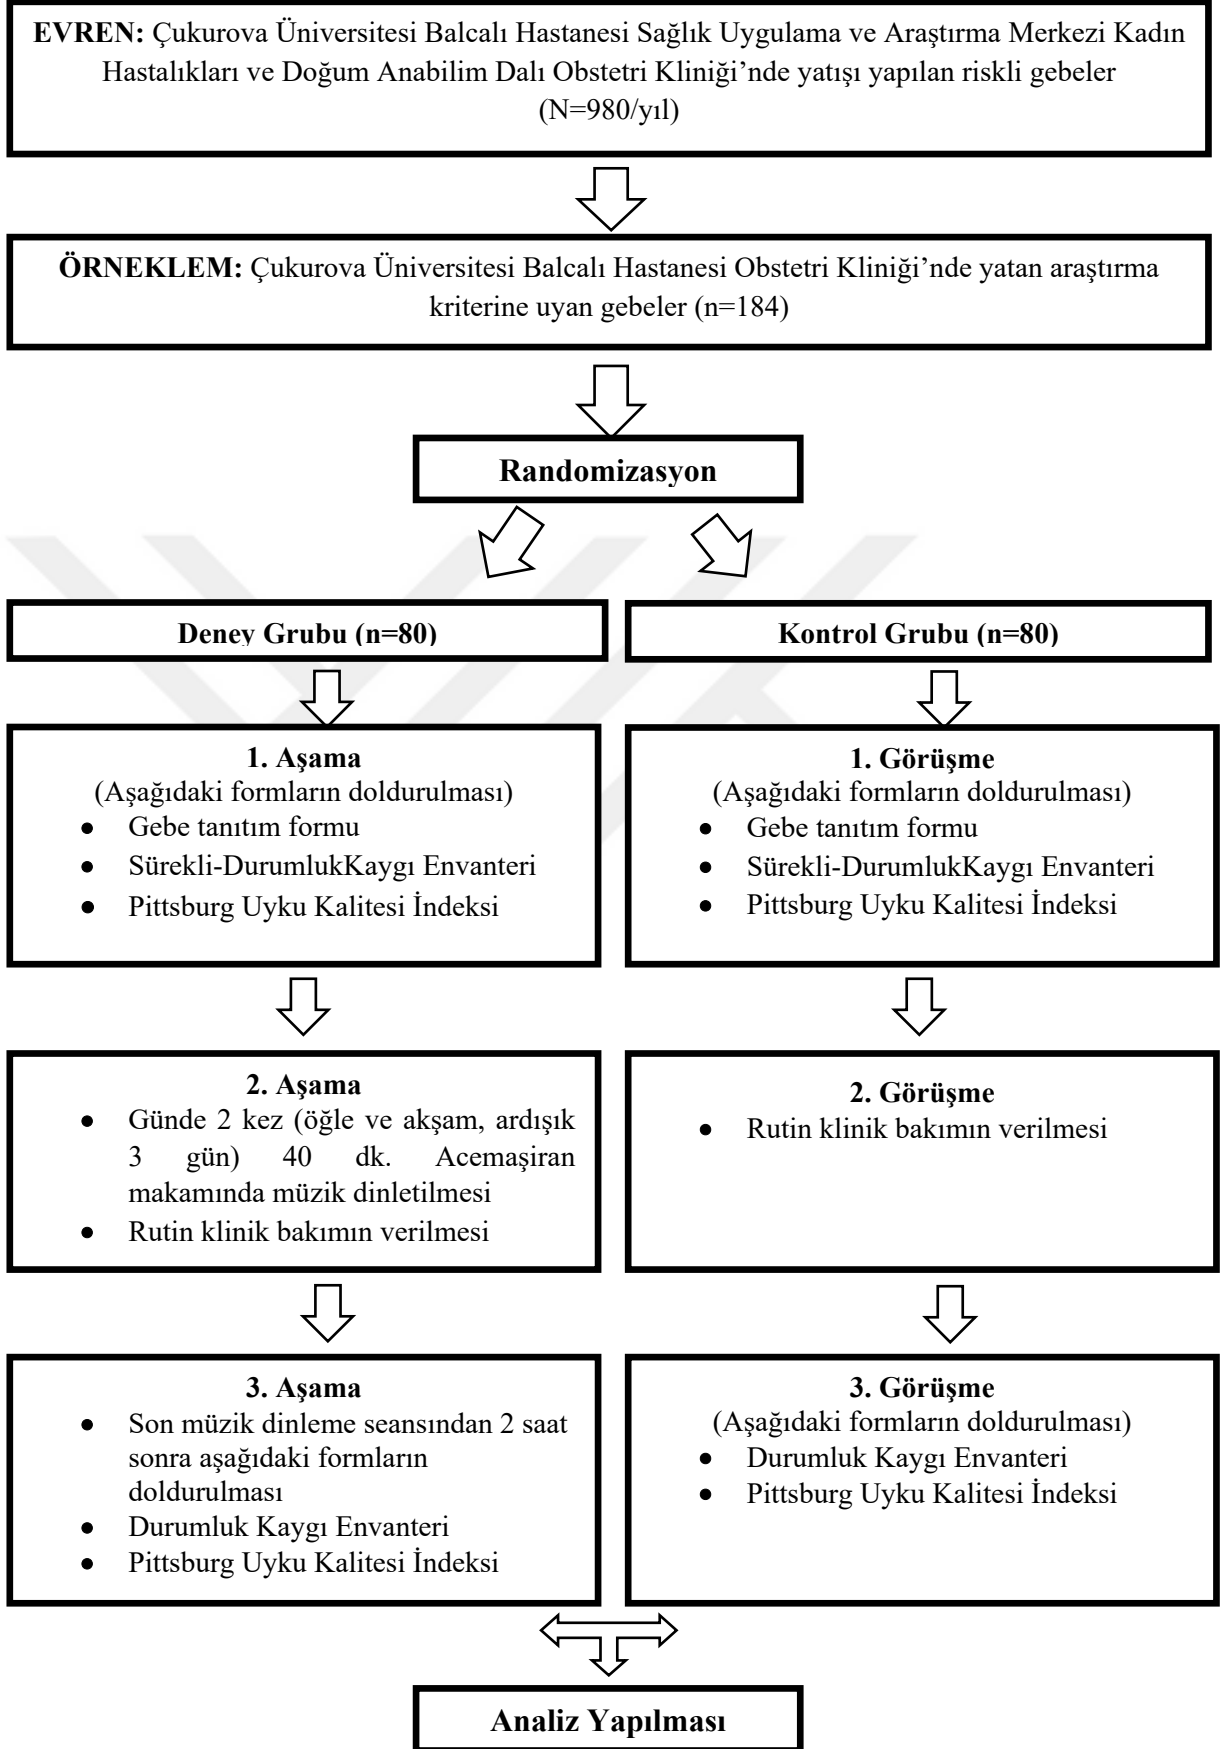 EVREN: Çukurova Üniversitesi Balcalı Hastanesi Sağlık Uygulama ve Araştırma Merkezi Kadın
Hastalıkları ve Doğum Anabilim Dalı Obstetri Kliniği’nde yatışı yapılan riskli gebeler
(N=980/yıl)
ÖRNEKLEM: Çukurova Üniversitesi Balcalı Hastanesi Obstetri Kliniği’nde yatan araştırma
kriterine uyan gebeler (n=184)
Randomizasyon
Deney Grubu (n=80)
Kontrol Grubu (n=80)
1. Aşama
(Aşağıdaki formların doldurulması)
● Gebe tanıtım formu
● Sürekli-DurumlukKaygı Envanteri
● Pittsburg Uyku Kalitesi İndeksi
1. Görüşme
(Aşağıdaki formların doldurulması)
● Gebe tanıtım formu
● Sürekli-DurumlukKaygı Envanteri
● Pittsburg Uyku Kalitesi İndeksi
2. Aşama
● Günde 2 kez (öğle ve akşam, ardışık
3 gün) 40 dk. Acemaşiran
makamında müzik dinletilmesi
● Rutin klinik bakımın verilmesi
2. Görüşme
● Rutin klinik bakımın verilmesi
3. Aşama
● Son müzik dinleme seansından 2 saat
sonra aşağıdaki formların
doldurulması
● Durumluk Kaygı Envanteri
● Pittsburg Uyku Kalitesi İndeksi
3. Görüşme
(Aşağıdaki formların doldurulması)
● Durumluk Kaygı Envanteri
● Pittsburg Uyku Kalitesi İndeksi
Analiz Yapılması